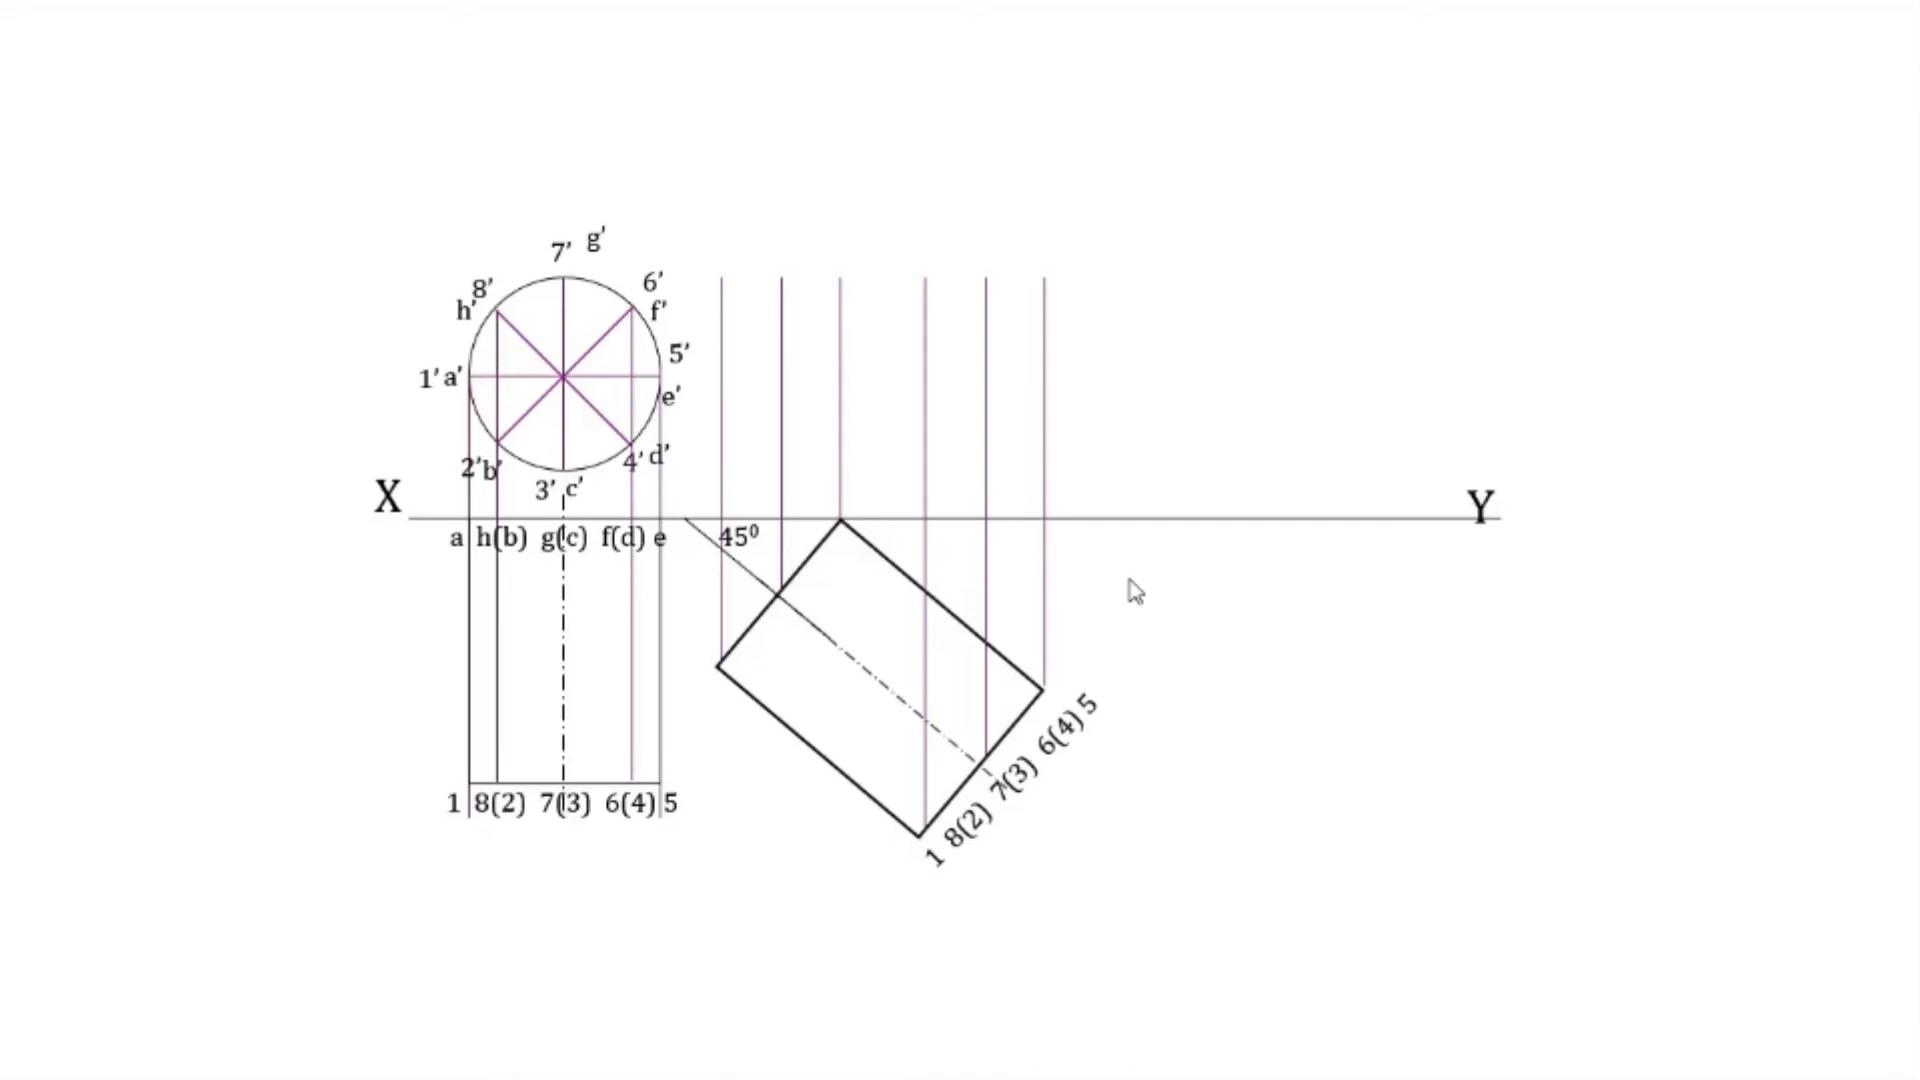 7’ g’
8’ 6’
h’ f’
5’
1’ a’
e’
2’ b’ 4’ d’
3’ c’
X Y
a h(b) g(c) f(d) e 45⁰
1 8(2) 7(3) 6(4) 5
1 8(2) 7(3) 6(4) 5